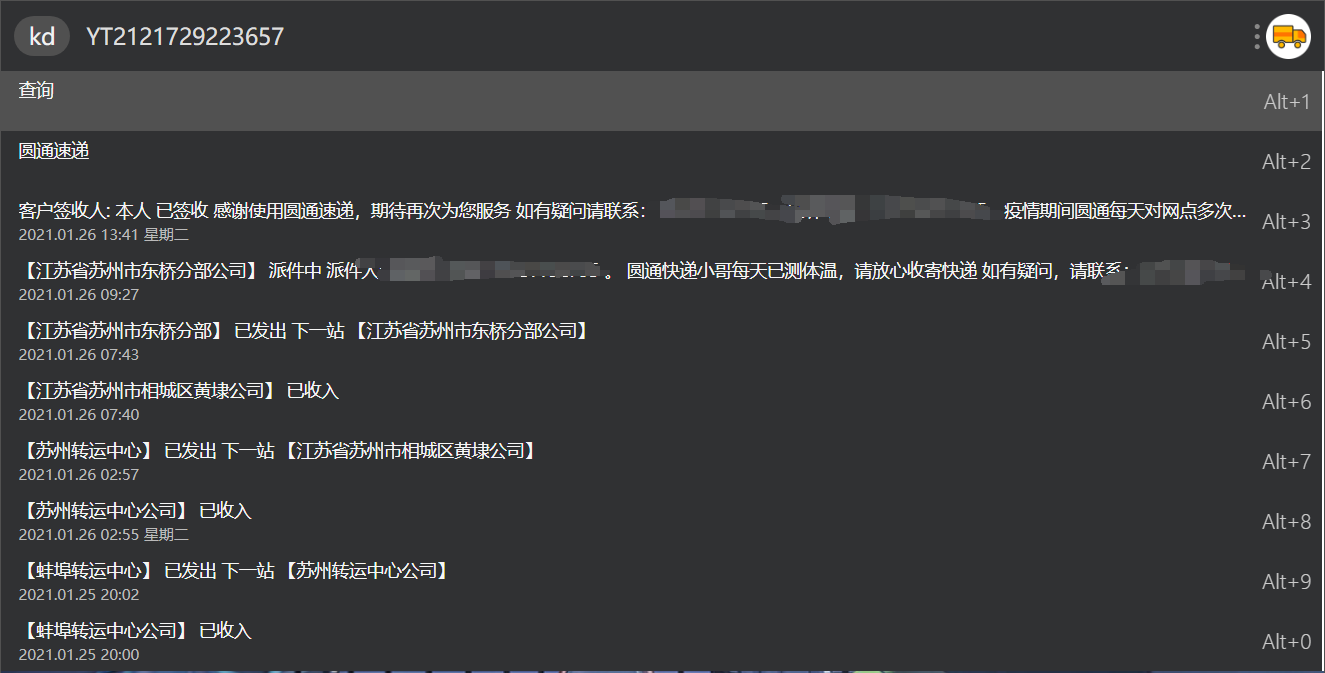 kd YT2121729223657
查询
Alt+1
圆通速递
Alt+2
客户签收人: 本人 已签收 感谢使用圆通速递，期待再次为您服务 如有疑问请联系： 疫情期间圆通每天对网点多次...
2021.01.26 13:41 星期二
Alt+3
【江苏省苏州市东桥分部公司】 派件中 派件人 。 圆通快递小哥每天已测体温，请放心收寄快递 如有疑问，请联系:
2021.01.26 09:27
Alt+4
【江苏省苏州市东桥分部】 已发出 下一站 【江苏省苏州市东桥分部公司】
2021.01.26 07:43
Alt+5
【江苏省苏州市相城区黄埭公司】 已收入
2021.01.26 07:40
Alt+6
【苏州转运中心】 已发出 下一站 【江苏省苏州市相城区黄埭公司】
2021.01.26 02:57
Alt+7
【苏州转运中心公司】 已收入
2021.01.26 02:55 星期二
Alt+8
【蚌埠转运中心】 已发出 下一站 【苏州转运中心公司】
2021.01.25 20:02
Alt+9
【蚌埠转运中心公司】 已收入
2021.01.25 20:00
Alt+0